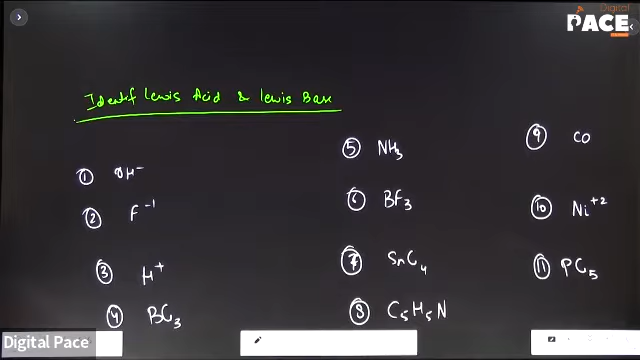 Digital
PACE
Identif Lewis Acid & Lewis Base
① OH⁻
② F⁻¹
③ H⁺
④ BCl₃
⑤ NH₃
⑥ BF₃
⑦ SnCl₄
⑧ C₅H₅N
⑨ CO
⑩ Ni⁺²
⑪ PCl₅
Digital Pace